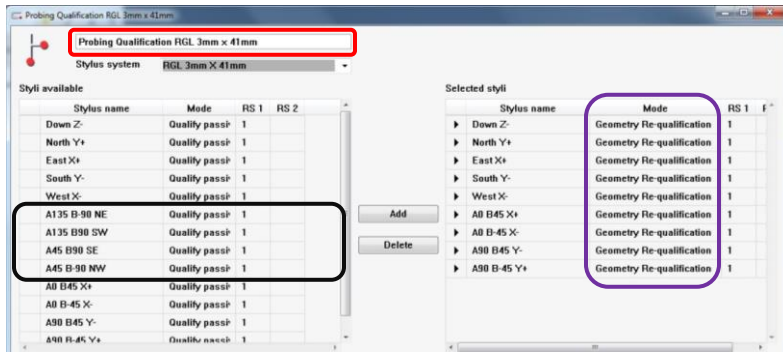 Probing Qualification RGL 3mm x 41mm
Probing Qualification RGL 3mm x 41mm
Stylus system RGL 3mm X 41mm
Styli available
Selected styli
Stylus name Mode RS 1 RS 2
Down Z- Qualify passi 1
North Y+ Qualify passi 1
East X+ Qualify passi 1
South Y- Qualify passi 1
West X- Qualify passi 1
A135 B-90 NE Qualify passi 1
A135 B90 SW Qualify passi 1
A45 B90 SE Qualify passi 1
A45 B-90 NW Qualify passi 1
A0 B45 X+ Qualify passi 1
A0 B-45 X- Qualify passi 1
A90 B45 Y- Qualify passi 1
A90 B-45 Y+ Qualify passi 1
Add
Delete
Stylus name Mode RS 1
Down Z- Geometry Re-qualification 1
North Y+ Geometry Re-qualification 1
East X+ Geometry Re-qualification 1
South Y- Geometry Re-qualification 1
West X- Geometry Re-qualification 1
A0 B45 X+ Geometry Re-qualification 1
A0 B-45 X- Geometry Re-qualification 1
A90 B45 Y- Geometry Re-qualification 1
A90 B-45 Y+ Geometry Re-qualification 1